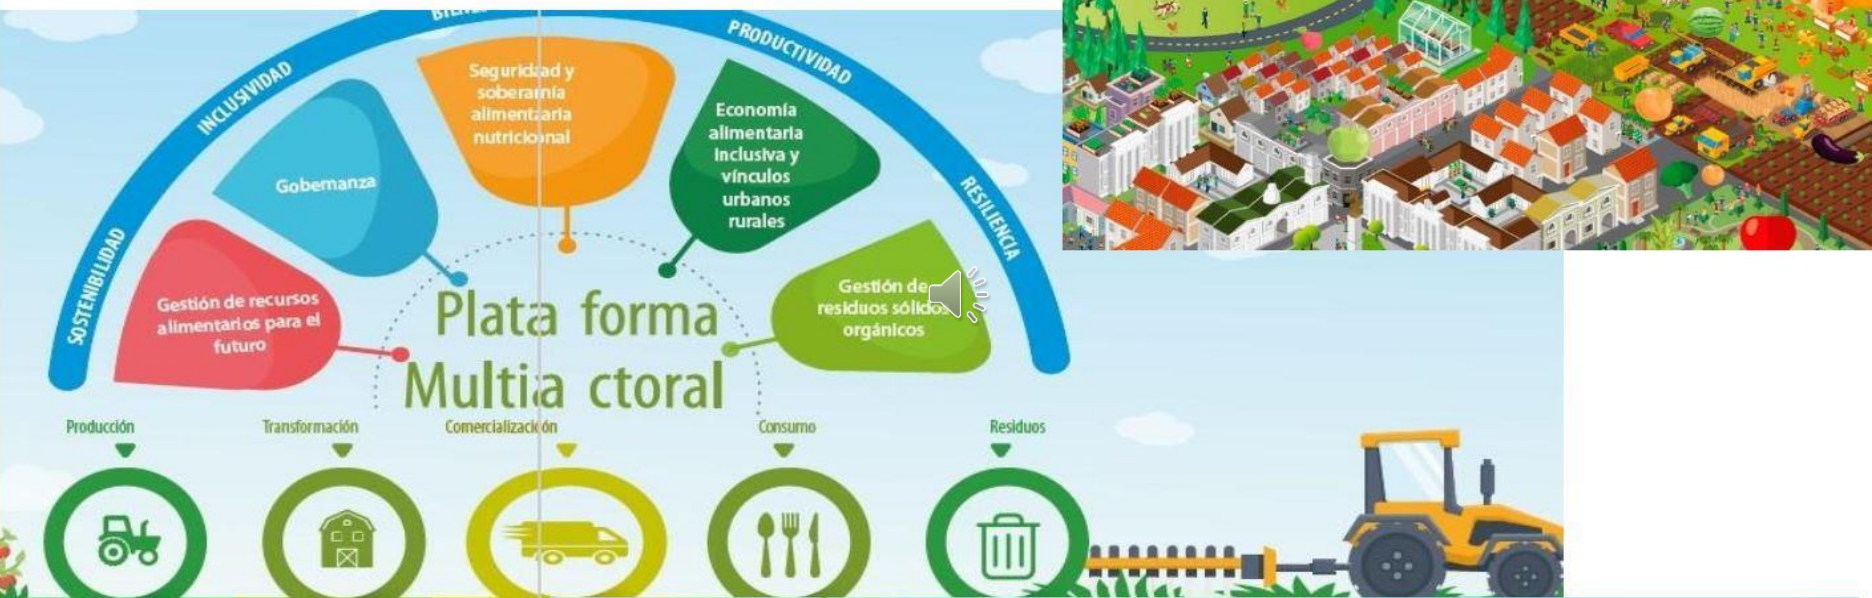 SOSTENIBILIDAD
INCLUSIVIDAD
PRODUCTIVIDAD
RESILIENCIA
Gestión de recursos
alimentarios para el
futuro
Gobernanza
Seguridad y
soberanía
alimentaria
nutricional
Economía
alimentaria
inclusiva y
vínculos
urbanos
rurales
Gestión de
residuos sólidos
orgánicos
Plata forma
Multia ctoral
Producción
Transformación
Comercialización
Consumo
Residuos